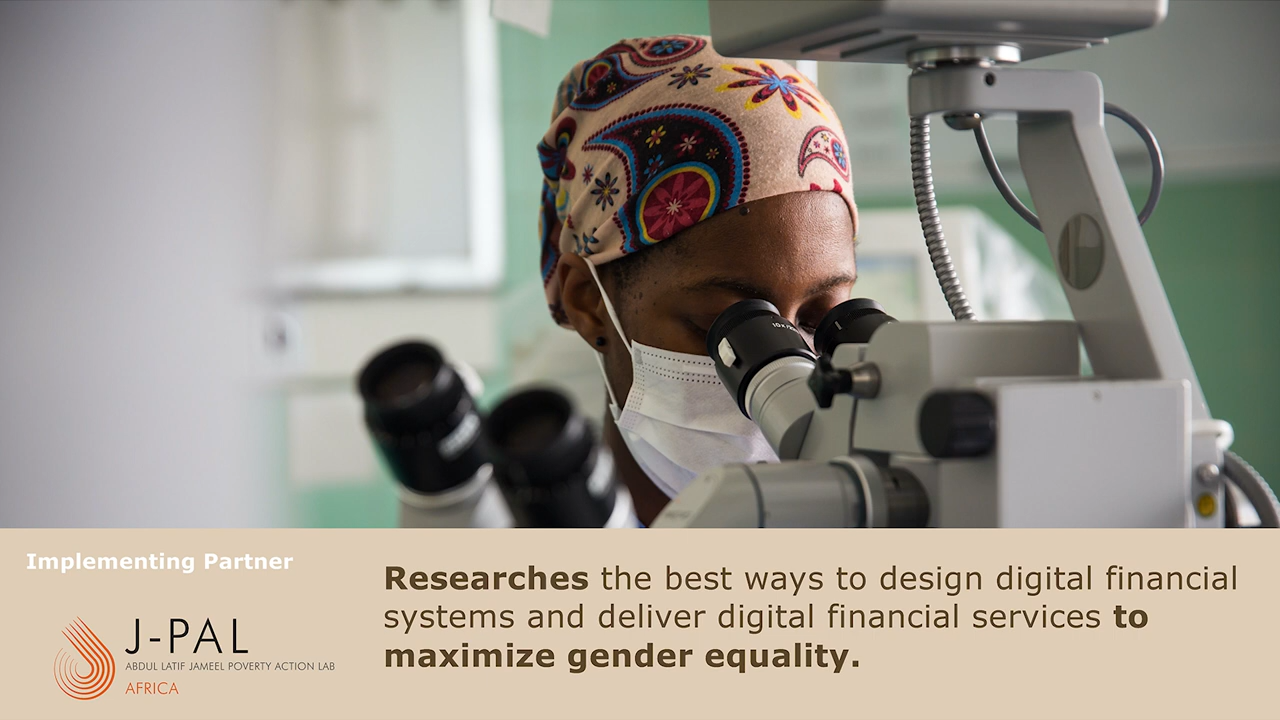 Implementing Partner
J-PAL
ABDUL LATIF JAMEEL POVERTY ACTION LAB
AFRICA
Researches the best ways to design digital financial
systems and deliver digital financial services to
maximize gender equality.